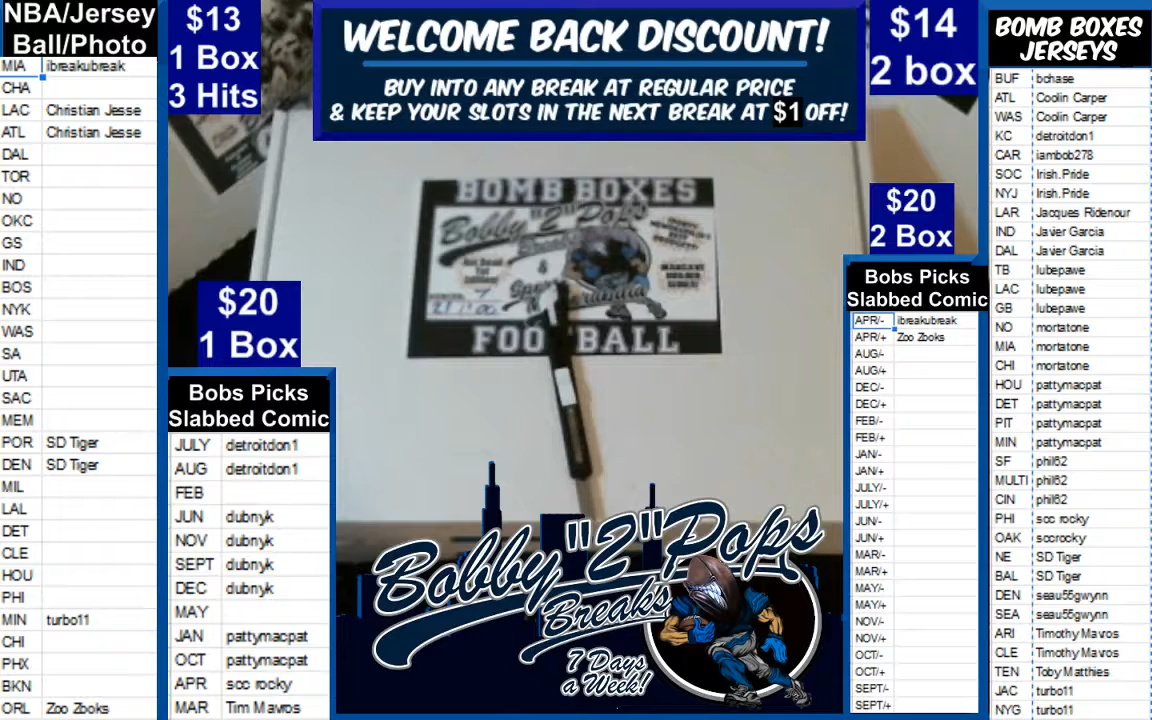 NBA/Jersey
Ball/Photo
MIA ibreakubreak
CHA
LAC Christian Jesse
ATL Christian Jesse
DAL
TOR
NO
OKC
GS
IND
BOS
NYK
WAS
SA
UTA
SAC
MEM
POR SD Tiger
DEN SD Tiger
MIL
LAL
DET
CLE
HOU
PHI
MIN turbo11
CHI
PHX
BKN
ORL Zoo Zboks
$13
1 Box
3 Hits
WELCOME BACK DISCOUNT!
BUY INTO ANY BREAK AT REGULAR PRICE
& KEEP YOUR SLOTS IN THE NEXT BREAK AT $1 OFF!
$14
2 box
BOMB BOXES
Bobby "2" Pops
FOOTBALL
$20
1 Box
Bobs Picks
Slabbed Comic
JULY detroitdon1
AUG detroitdon1
FEB
JUN dubnyk
NOV dubnyk
SEPT dubnyk
DEC dubnyk
MAY
JAN pattymacpat
OCT pattymacpat
APR scc rocky
MAR Tim Mavros
Bobby "2" Pops
Breaks
7 Days
a Week!
$20
2 Box
Bobs Picks
Slabbed Comic
APR/- ibreakubreak
APR/+ Zoo Zboks
AUG/-
AUG/+
DEC/-
DEC/+
FEB/-
FEB/+
JAN/-
JAN/+
JULY/-
JULY/+
JUN/-
JUN/+
MAR/-
MAR/+
MAY/-
MAY/+
NOV/-
NOV/+
OCT/-
OCT/+
SEPT/-
SEPT/+
BOMB BOXES
JERSEYS
BUF bchase
ATL Coolin Carper
WAS Coolin Carper
KC detroitdon1
CAR iambob278
SOC Irish.Pride
NYJ Irish.Pride
LAR Jacques Ridenour
IND Javier Garcia
DAL Javier Garcia
TB lubepawe
LAC lubepawe
GB lubepawe
NO mortatone
MIA mortatone
CHI mortatone
HOU pattymacpat
DET pattymacpat
PIT pattymacpat
MIN pattymacpat
SF phil62
MULTI phil62
CIN phil62
PHI scc rocky
OAK sccrocky
NE SD Tiger
BAL SD Tiger
DEN seau55gwynn
SEA seau55gwynn
ARI Timothy Mavros
CLE Timothy Mavros
TEN Toby Matthies
JAC turbo11
NYG turbo11